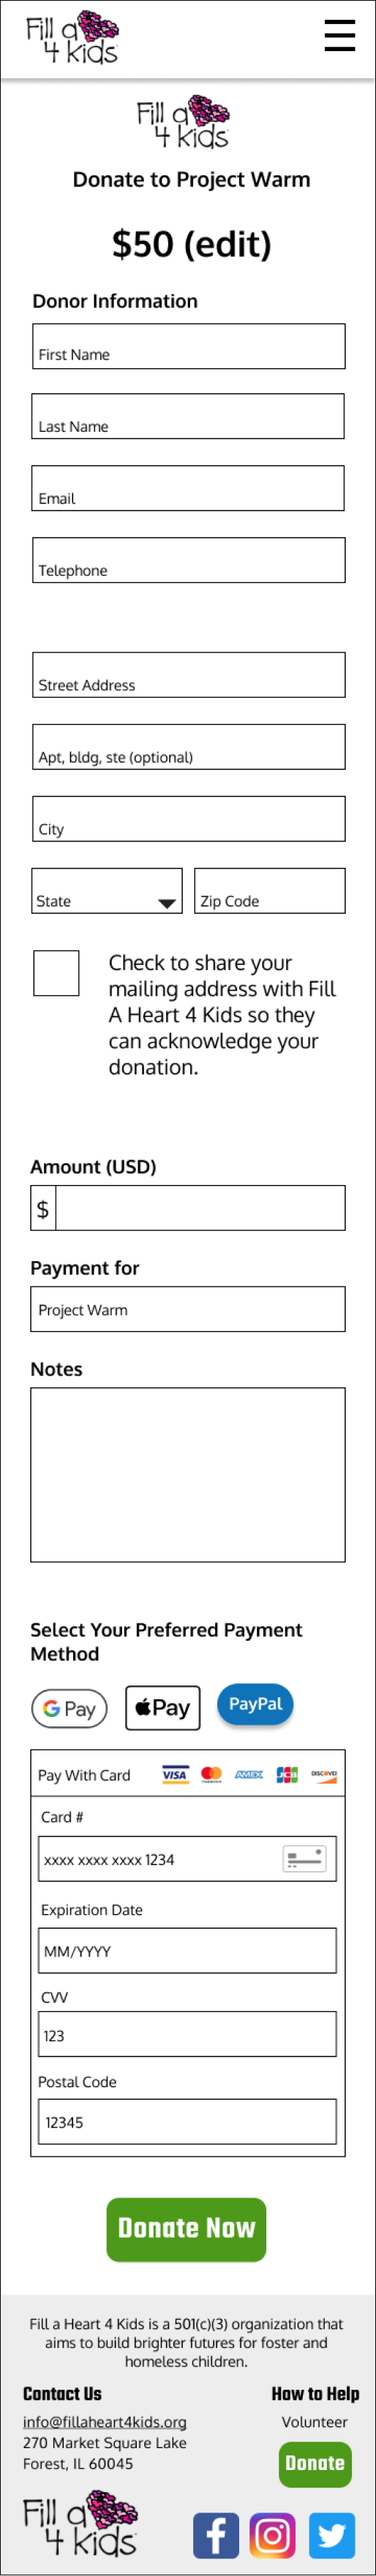 Fill a
4 kids
Fill a
4 kids
Donate to Project Warm
$50 (edit)
Donor Information
First Name
Last Name
Email
Telephone
Street Address
Apt, bldg, ste (optional)
City
State
Zip Code
Check to share your
mailing address with Fill
A Heart 4 Kids so they
can acknowledge your
donation.
Amount (USD)
$
Payment for
Project Warm
Notes
Select Your Preferred Payment
Method
G Pay
Pay
PayPal
Pay With Card
VISA
AMEX
JCB
DISCOVER
Card #
xxxx xxxx xxxx 1234
Expiration Date
MM/YYYY
CVV
123
Postal Code
12345
Donate Now
Fill a Heart 4 Kids is a 501(c)(3) organization that
aims to build brighter futures for foster and
homeless children.
Contact Us
How to Help
info@fillaheart4kids.org
Volunteer
270 Market Square Lake
Forest, IL 60045
Donate
Fill a
4 kids